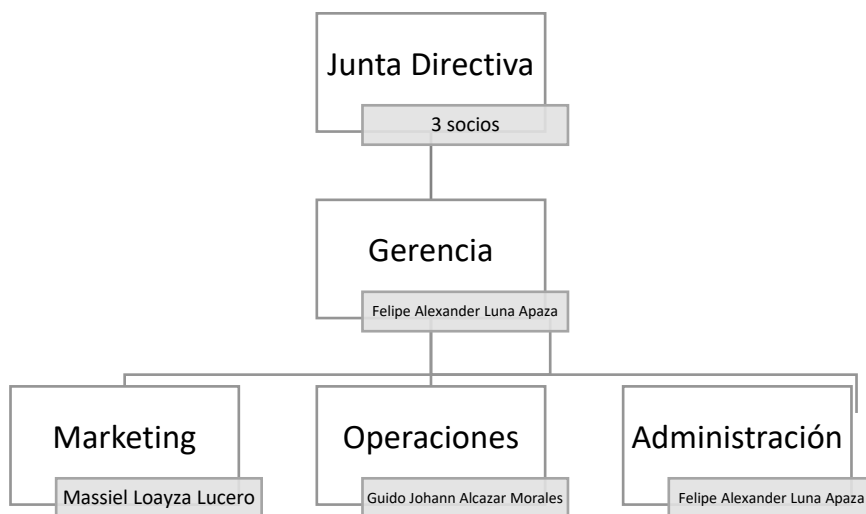 Junta Directiva
3 socios
Gerencia
Felipe Alexander Luna Apaza
Marketing
Massiel Loayza Lucero
Operaciones
Guido Johann Alcazar Morales
Administración
Felipe Alexander Luna Apaza